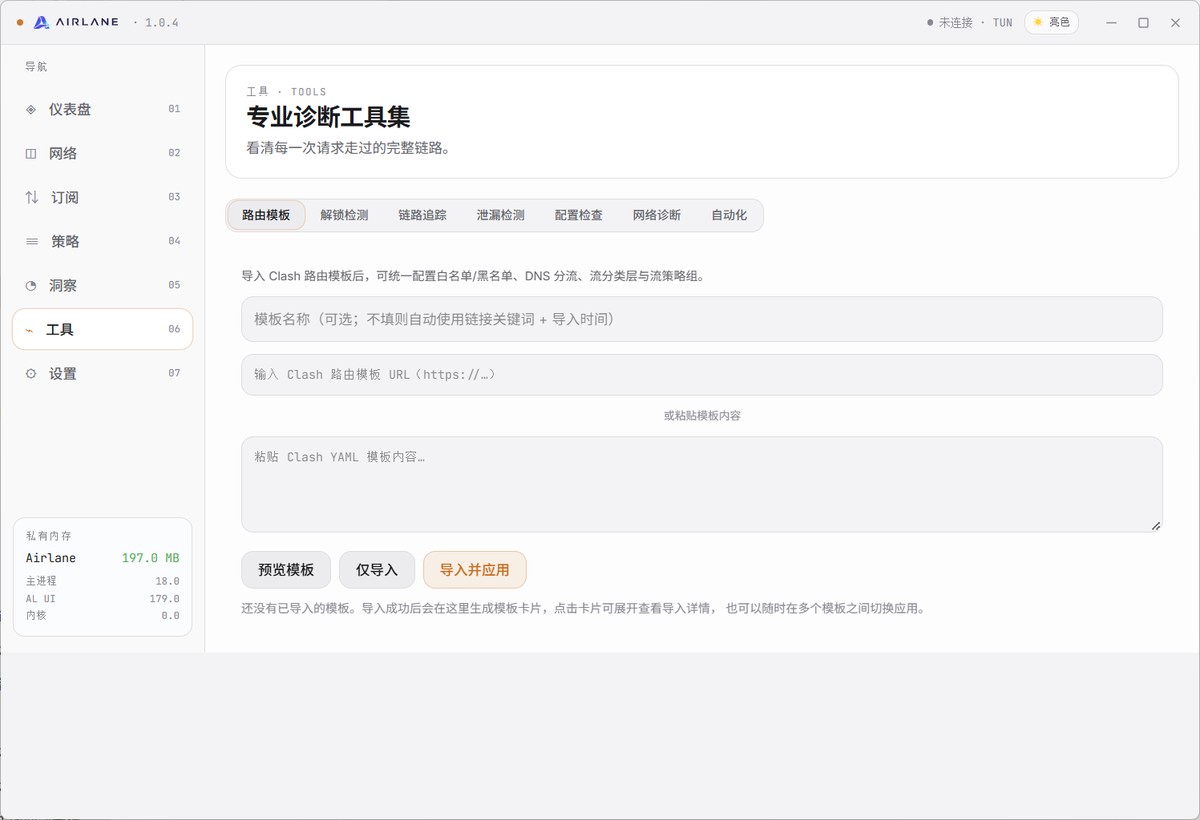 AIRLANE · 1.0.4
未连接 · TUN
亮色
导航
仪表盘 01
网络 02
订阅 03
策略 04
洞察 05
工具 06
设置 07
私有内存
Airlane 197.0 MB
主进程 18.0
AL UI 179.0
内核 0.0
工具 · TOOLS
专业诊断工具集
看清每一次请求走过的完整链路。
路由模板 解锁检测 链路追踪 泄漏检测 配置检查 网络诊断 自动化
导入 Clash 路由模板后，可统一配置白名单/黑名单、DNS 分流、流分类层与流策略组。
模板名称（可选；不填则自动使用链接关键词 + 导入时间）
输入 Clash 路由模板 URL（https://…）
或粘贴模板内容
粘贴 Clash YAML 模板内容…
预览模板 仅导入 导入并应用
还没有已导入的模板。导入成功后会在这里生成模板卡片，点击卡片可展开查看导入详情， 也可以随时在多个模板之间切换应用。